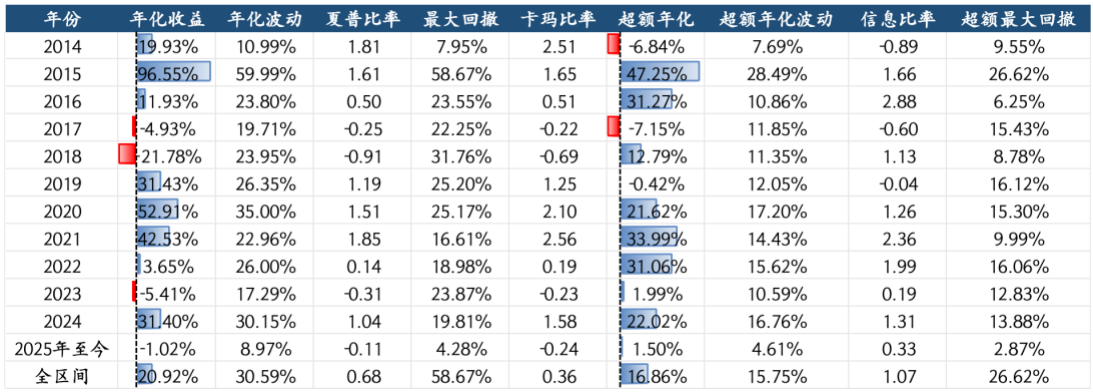 年份 年化收益 年化波动 夏普比率 最大回撤 卡玛比率 超额年化 超额年化波动 信息比率 超额最大回撤
2014 19.93% 10.99% 1.81 7.95% 2.51 -6.84% 7.69% -0.89 9.55%
2015 96.55% 59.99% 1.61 58.67% 1.65 47.25% 28.49% 1.66 26.62%
2016 11.93% 23.80% 0.50 23.55% 0.51 31.27% 10.86% 2.88 6.25%
2017 -4.93% 19.71% -0.25 22.25% -0.22 -7.15% 11.85% -0.60 15.43%
2018 -21.78% 23.95% -0.91 31.76% -0.69 12.79% 11.35% 1.13 8.78%
2019 31.43% 26.35% 1.19 25.20% 1.25 -0.42% 12.05% -0.04 16.12%
2020 52.91% 35.00% 1.51 25.17% 2.10 21.62% 17.20% 1.26 15.30%
2021 42.53% 22.96% 1.85 16.61% 2.56 33.99% 14.43% 2.36 9.99%
2022 3.65% 26.00% 0.14 18.98% 0.19 31.06% 15.62% 1.99 16.06%
2023 -5.41% 17.29% -0.31 23.87% -0.23 1.99% 10.59% 0.19 12.83%
2024 31.40% 30.15% 1.04 19.81% 1.58 22.02% 16.76% 1.31 13.88%
2025年至今 -1.02% 8.97% -0.11 4.28% -0.24 1.50% 4.61% 0.33 2.87%
全区间 20.92% 30.59% 0.68 58.67% 0.36 16.86% 15.75% 1.07 26.62%